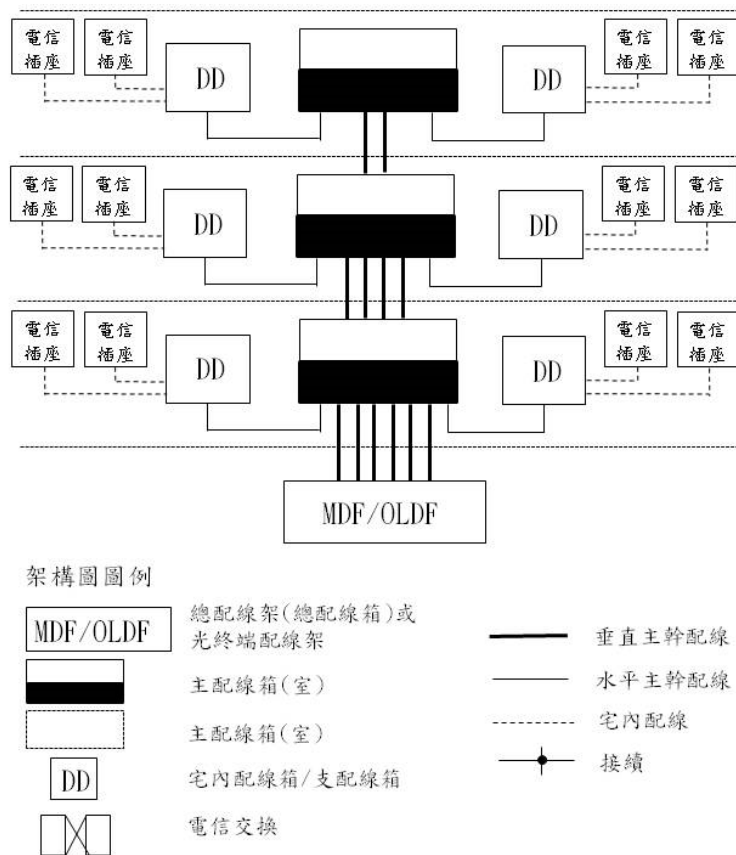 電信 電信 電信 電信
插座 插座 插座 插座
DD DD
電信 電信 電信 電信
插座 插座 插座 插座
DD DD
電信 電信 電信 電信
插座 插座 插座 插座
DD DD
MDF/OLDF
架構圖圖例
MDF/OLDF
總配線架(總配線箱)或
光終端配線架
主配線箱(室)
主配線箱(室)
DD
宅內配線箱/支配線箱
電信交換
垂直主幹配線
水平主幹配線
宅內配線
接續